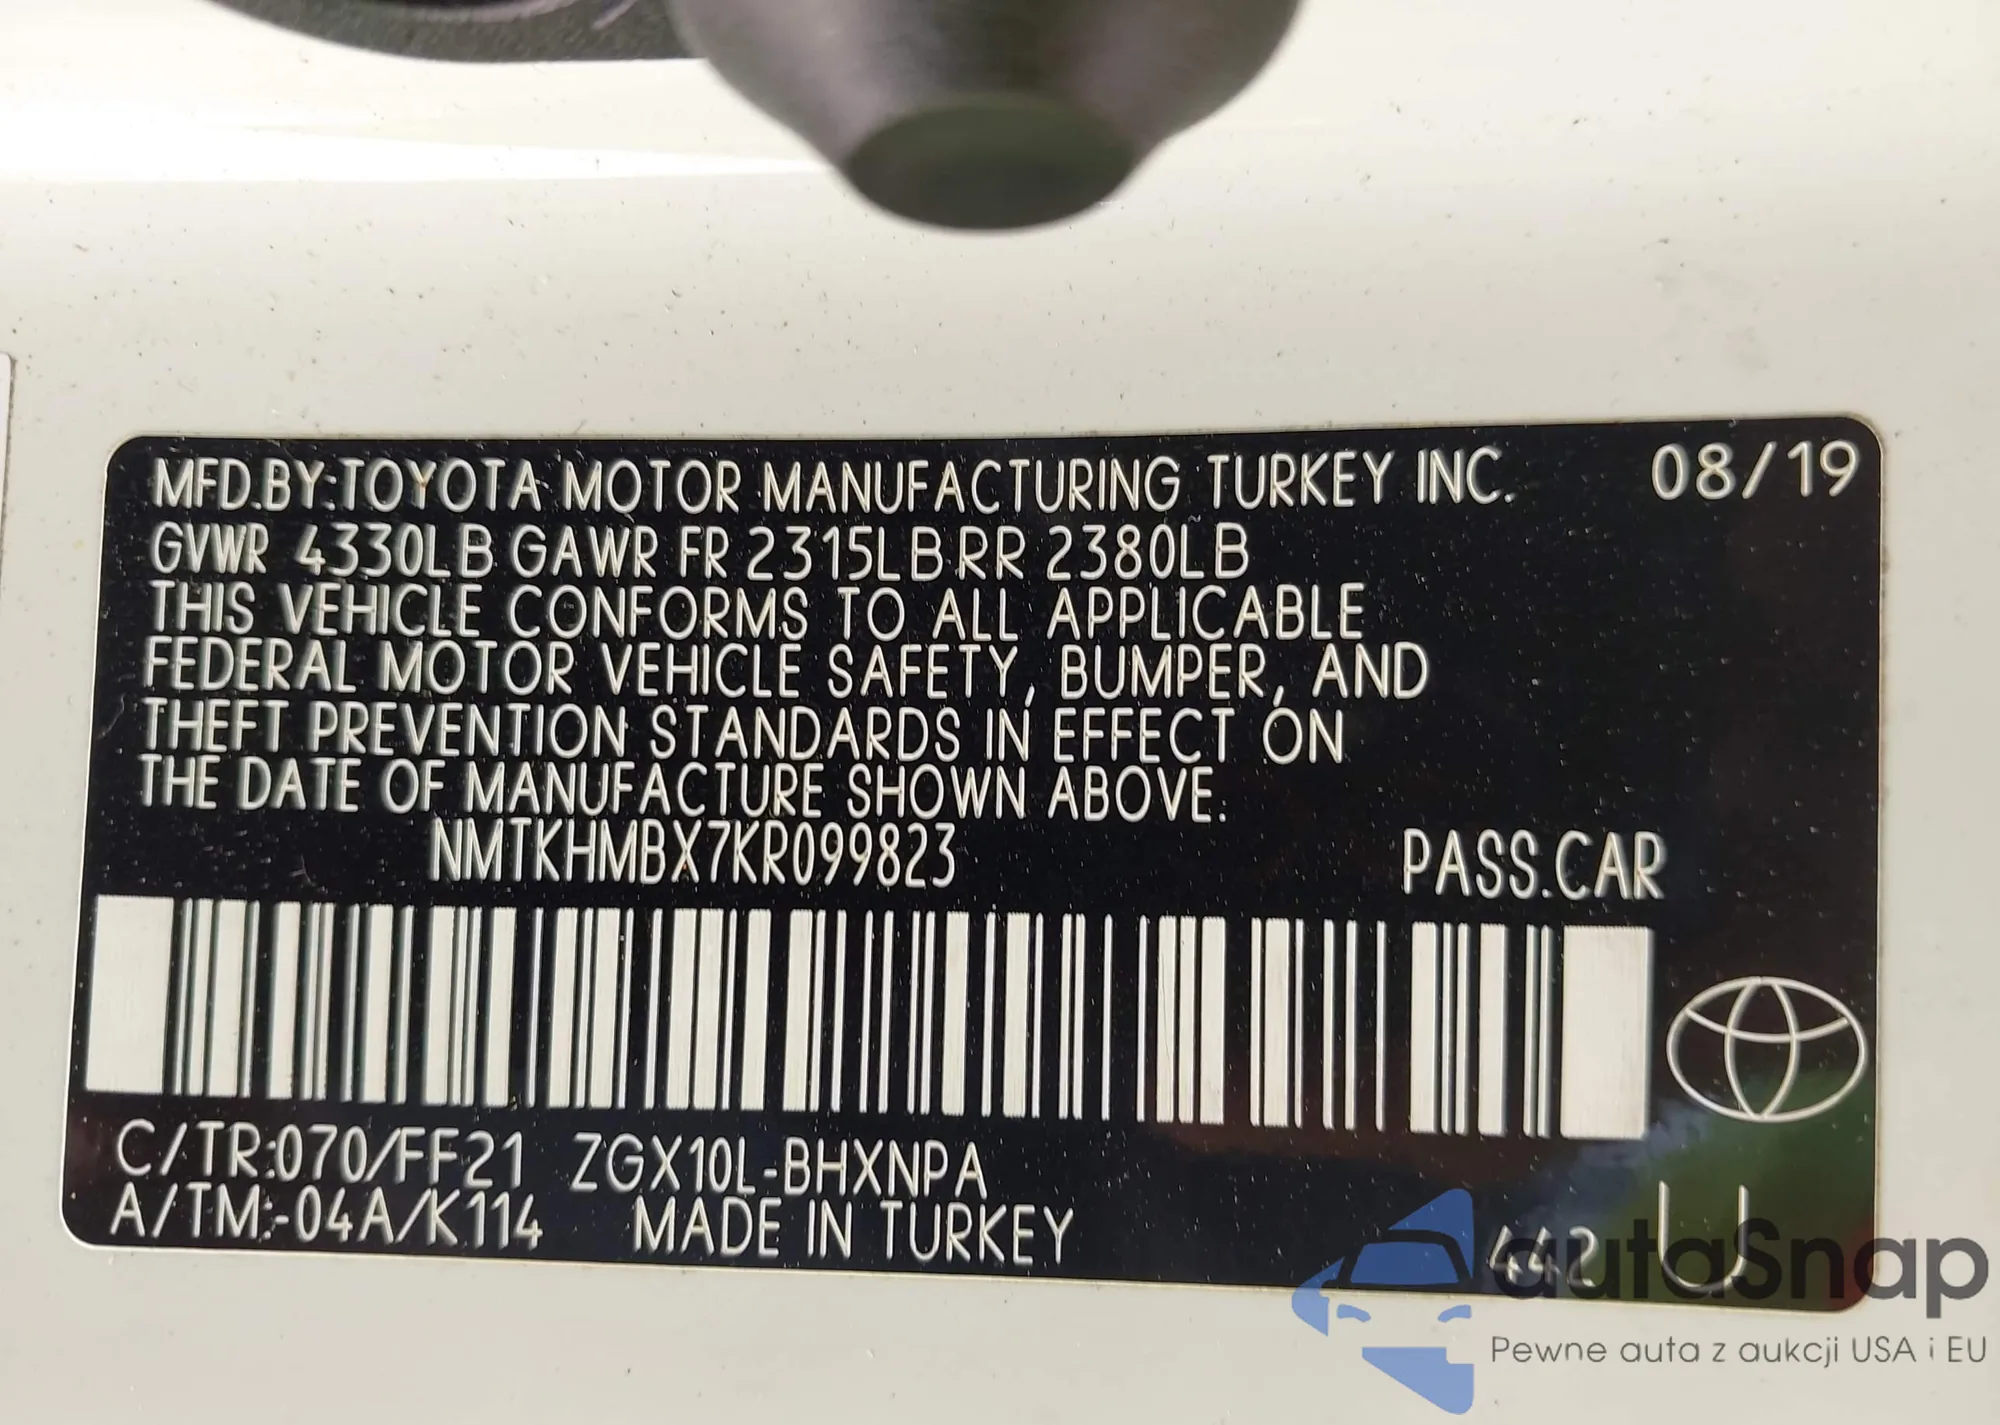 MFD.BY:TOYOTA MOTOR MANUFACTURING TURKEY INC. 08/19
GVWR 4330LB GAWR FR 2315LB RR 2380LB
THIS VEHICLE CONFORMS TO ALL APPLICABLE
FEDERAL MOTOR VEHICLE SAFETY, BUMPER, AND
THEFT PREVENTION STANDARDS IN EFFECT ON
THE DATE OF MANUFACTURE SHOWN ABOVE.
NMTKHMBX7KR099823 PASS.CAR
C/TR:070/FF21 ZGX10L-BHXNPA
A/TM:-04A/K114 MADE IN TURKEY
442 U
autaSnap
Pewne auta z aukcji USA i EU